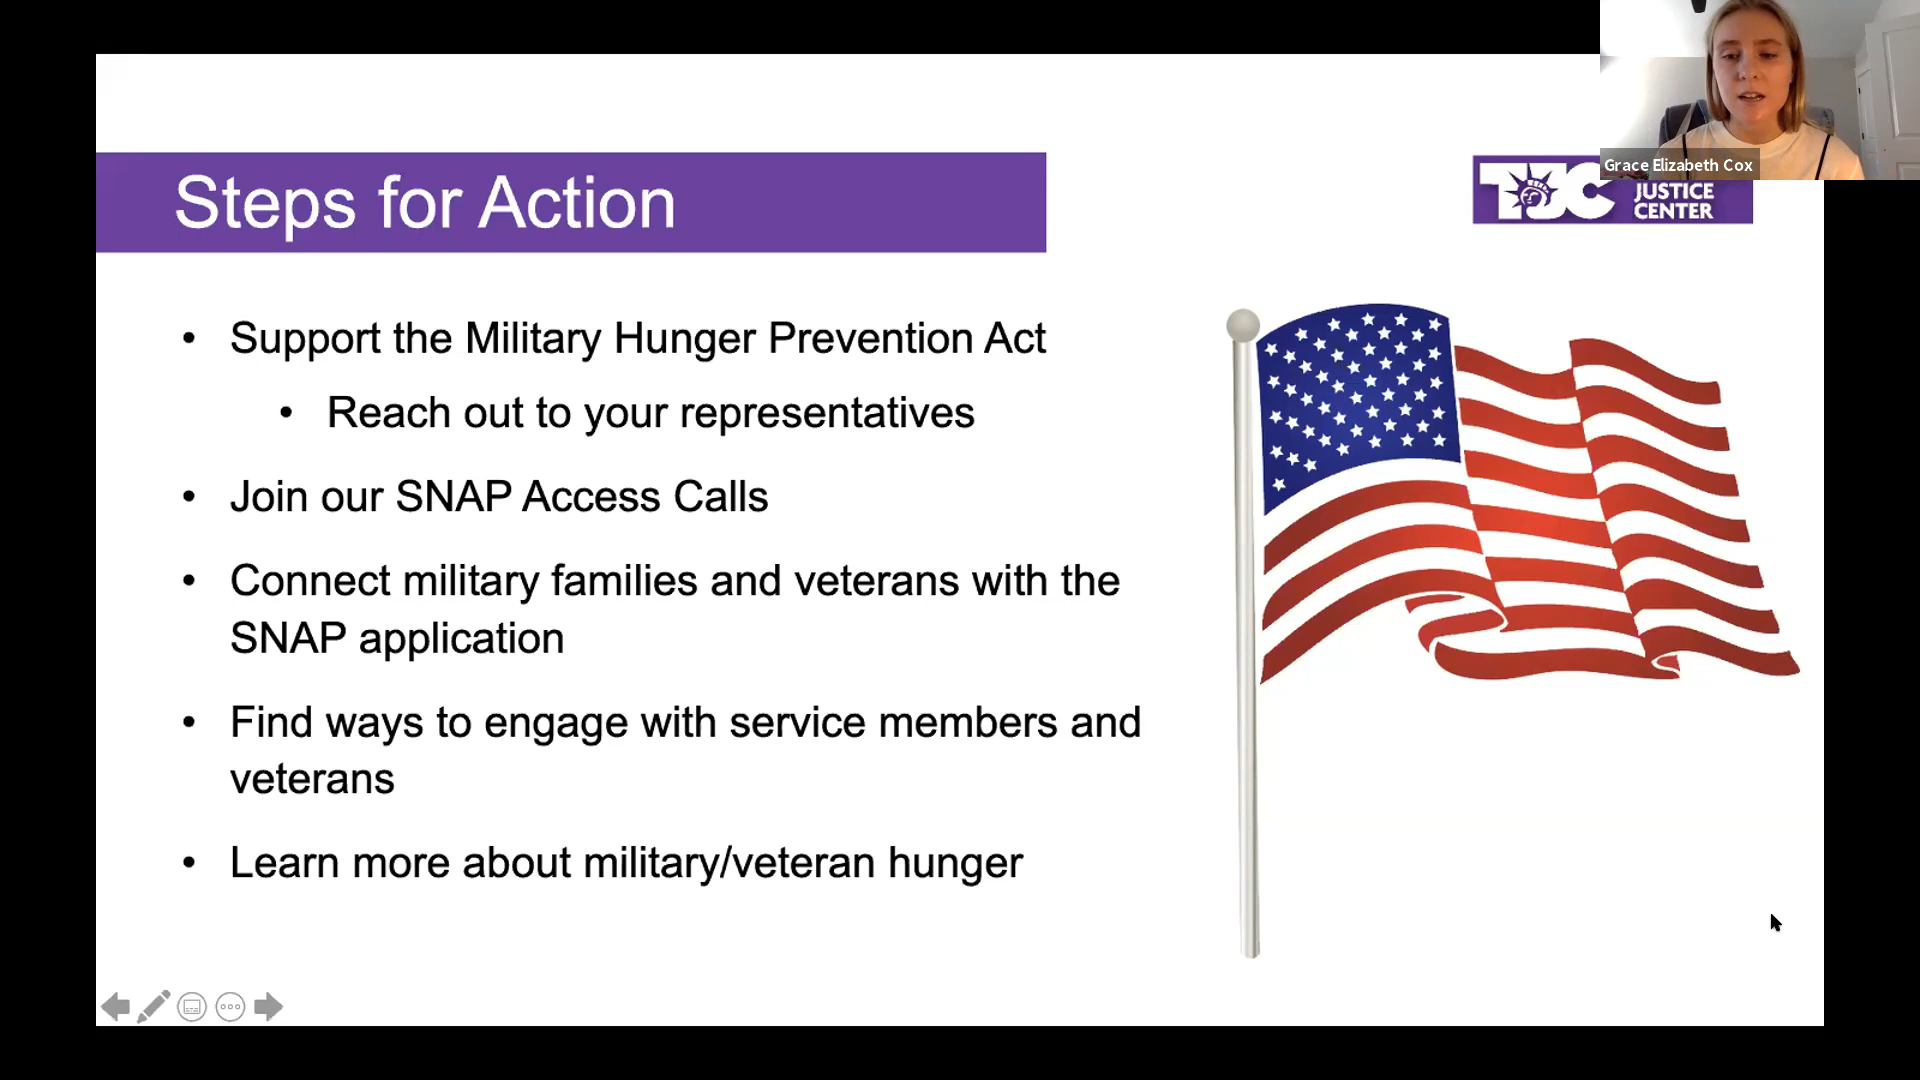 Grace Elizabeth Cox
Steps for Action
TJC JUSTICE
CENTER
• Support the Military Hunger Prevention Act
• Reach out to your representatives
• Join our SNAP Access Calls
• Connect military families and veterans with the
SNAP application
• Find ways to engage with service members and
veterans
• Learn more about military/veteran hunger